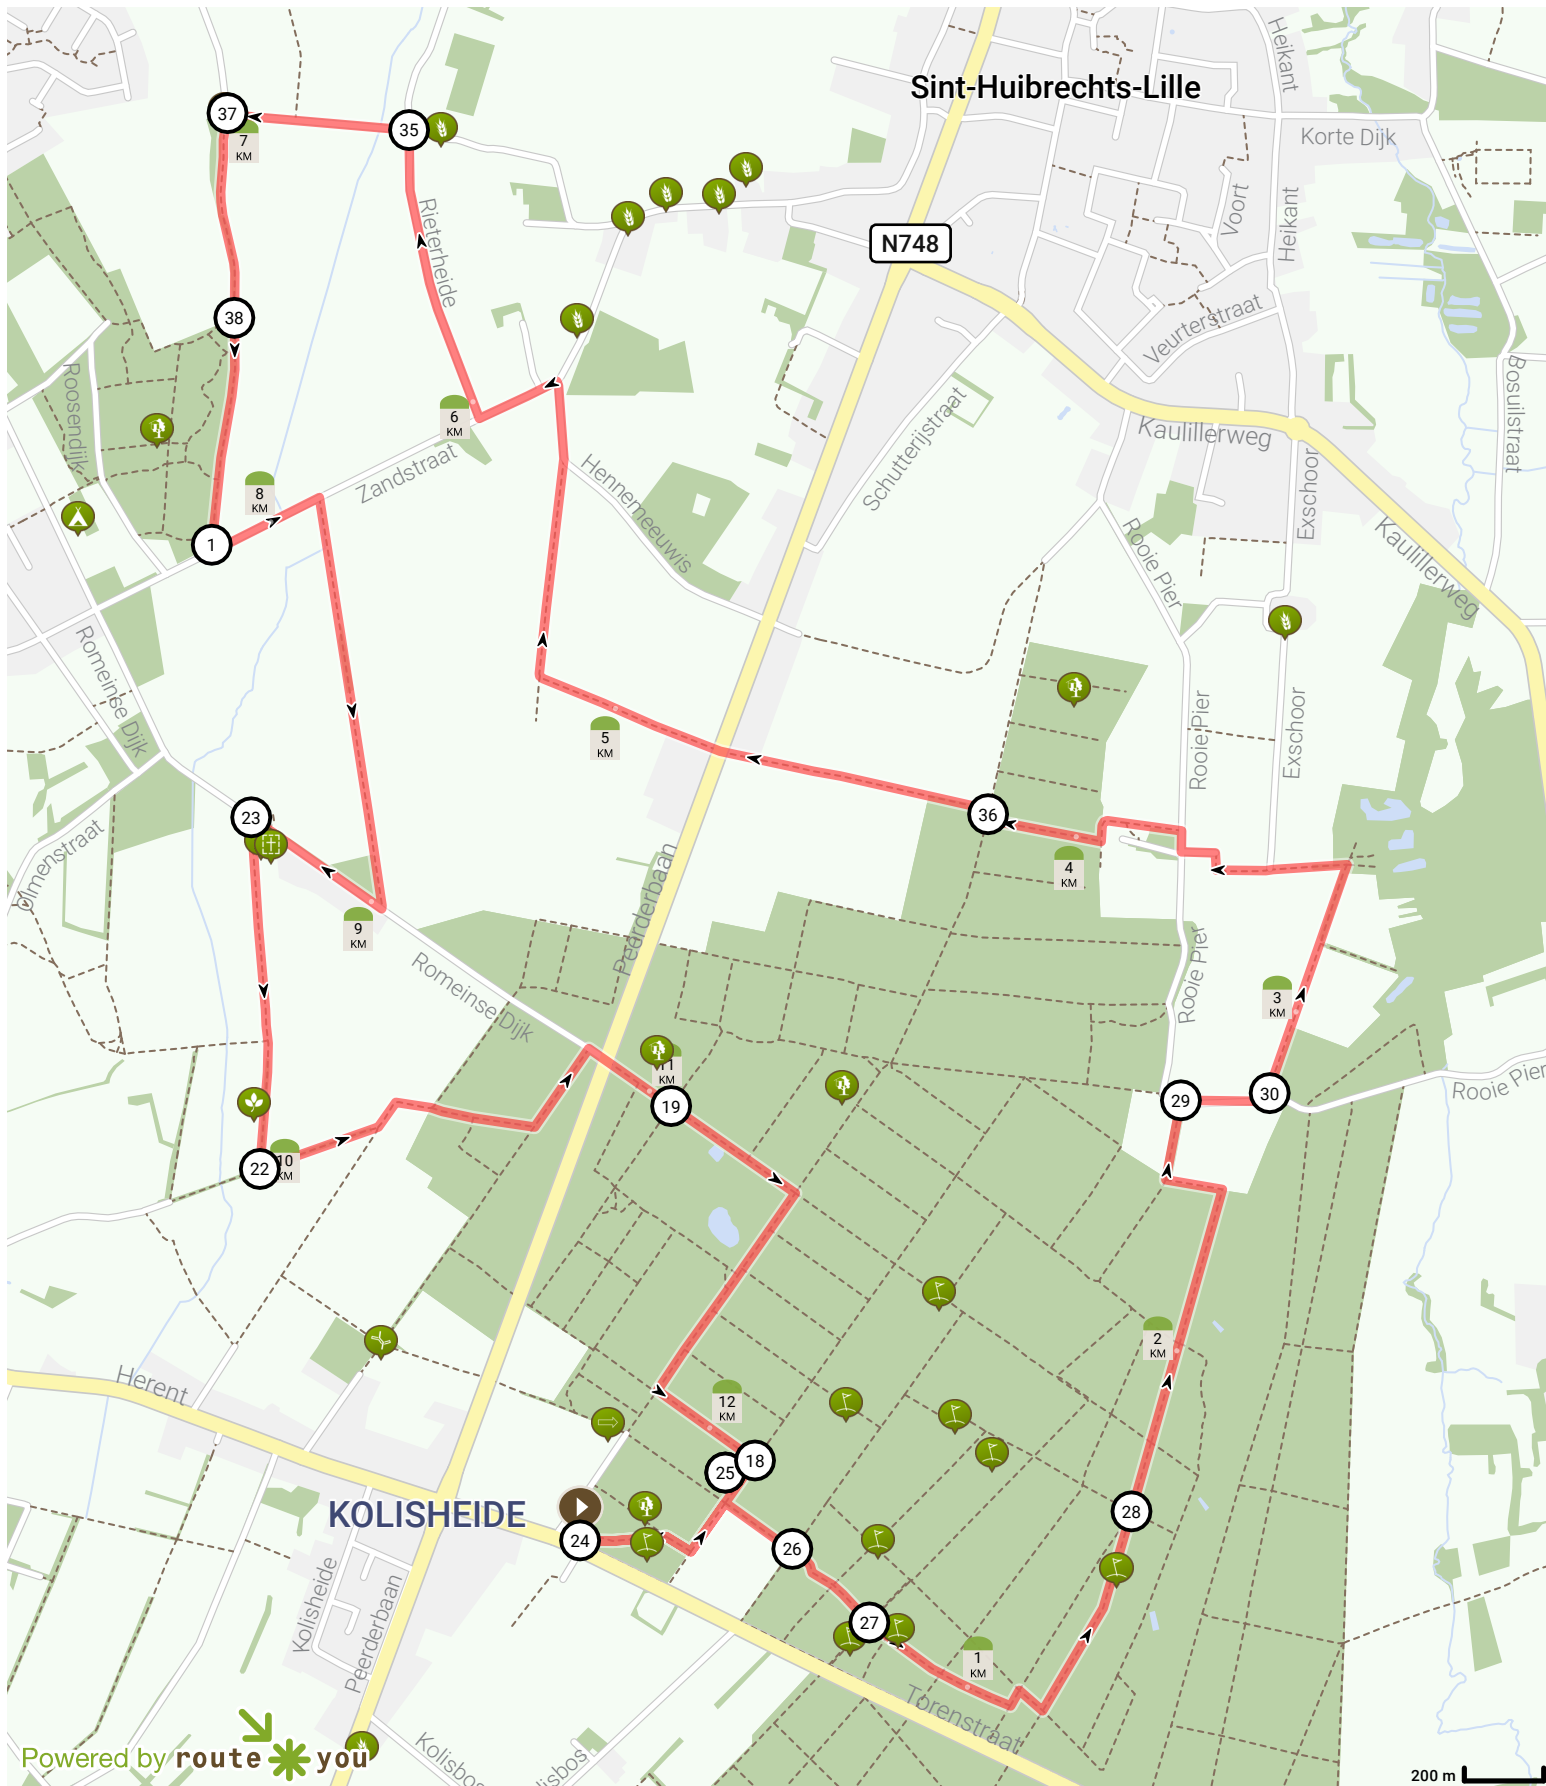 Sint-Huibrechts-Lille
Heikant
37
35
7
KM
Korte Dijk
Rieterheide
Voort
Heikant
N748
38
Veurterstraat
Roosendijk
6
KM
Bosuilstraat
Schutterijstraat
Kaulillerweg
Zandstraat
Hennemeeuwis
8
KM
Exschoor
1
Rooie Pier
Kaulillerweg
Romeinse Dijk
5
KM
Rooie Pier
Exschoor
23
36
Olmenstraat
4
KM
Peerderbaan
9
KM
Romeinse Dijk
Rooie Pier
3
KM
11
KM
19
29
30
Rooie Pier
22
10
KM
2
KM
Herent
12
KM
25
18
KOLISHEIDE
24
26
28
Kolisheide
Peerderbaan
27
1
KM
Torenstraat
Powered by route you
Kolisbos
lisbos
200 m